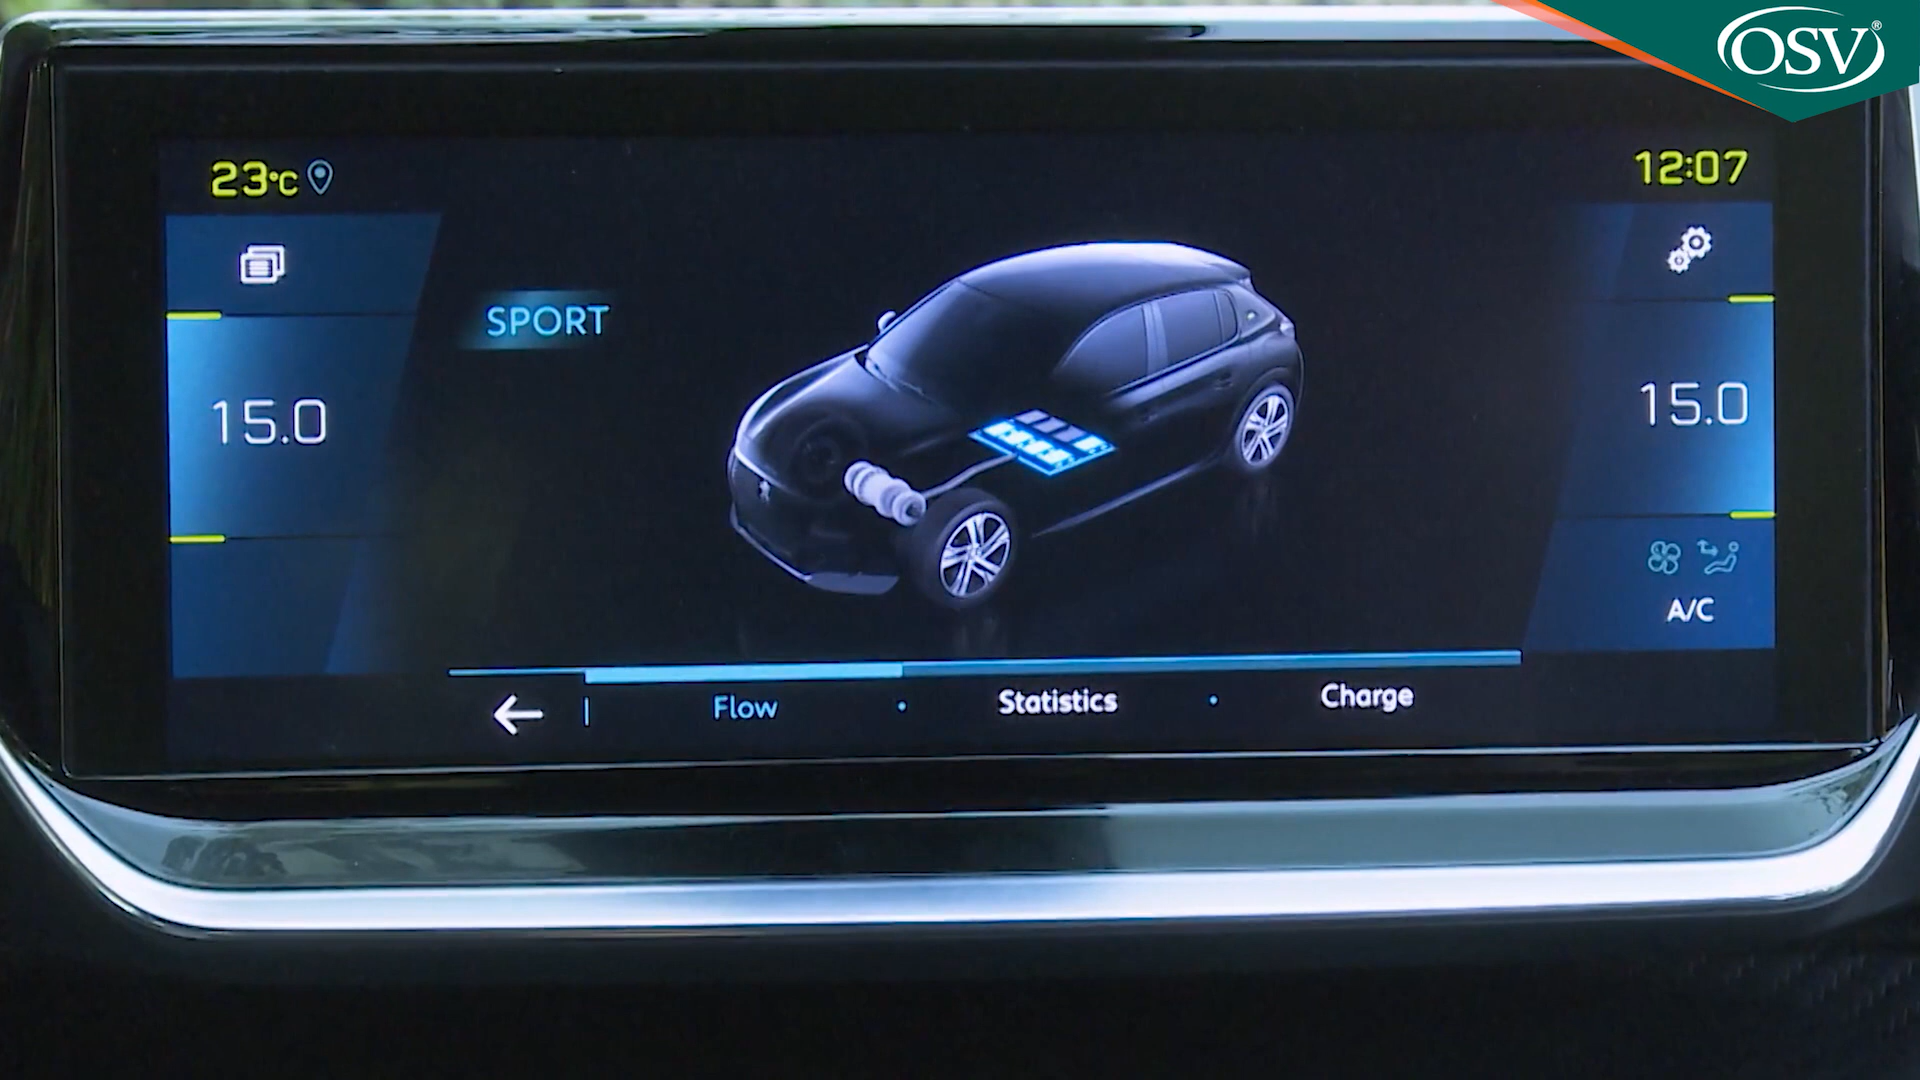 OSV®
23°C
12:07
SPORT
15.0
15.0
A/C
Flow • Statistics • Charge